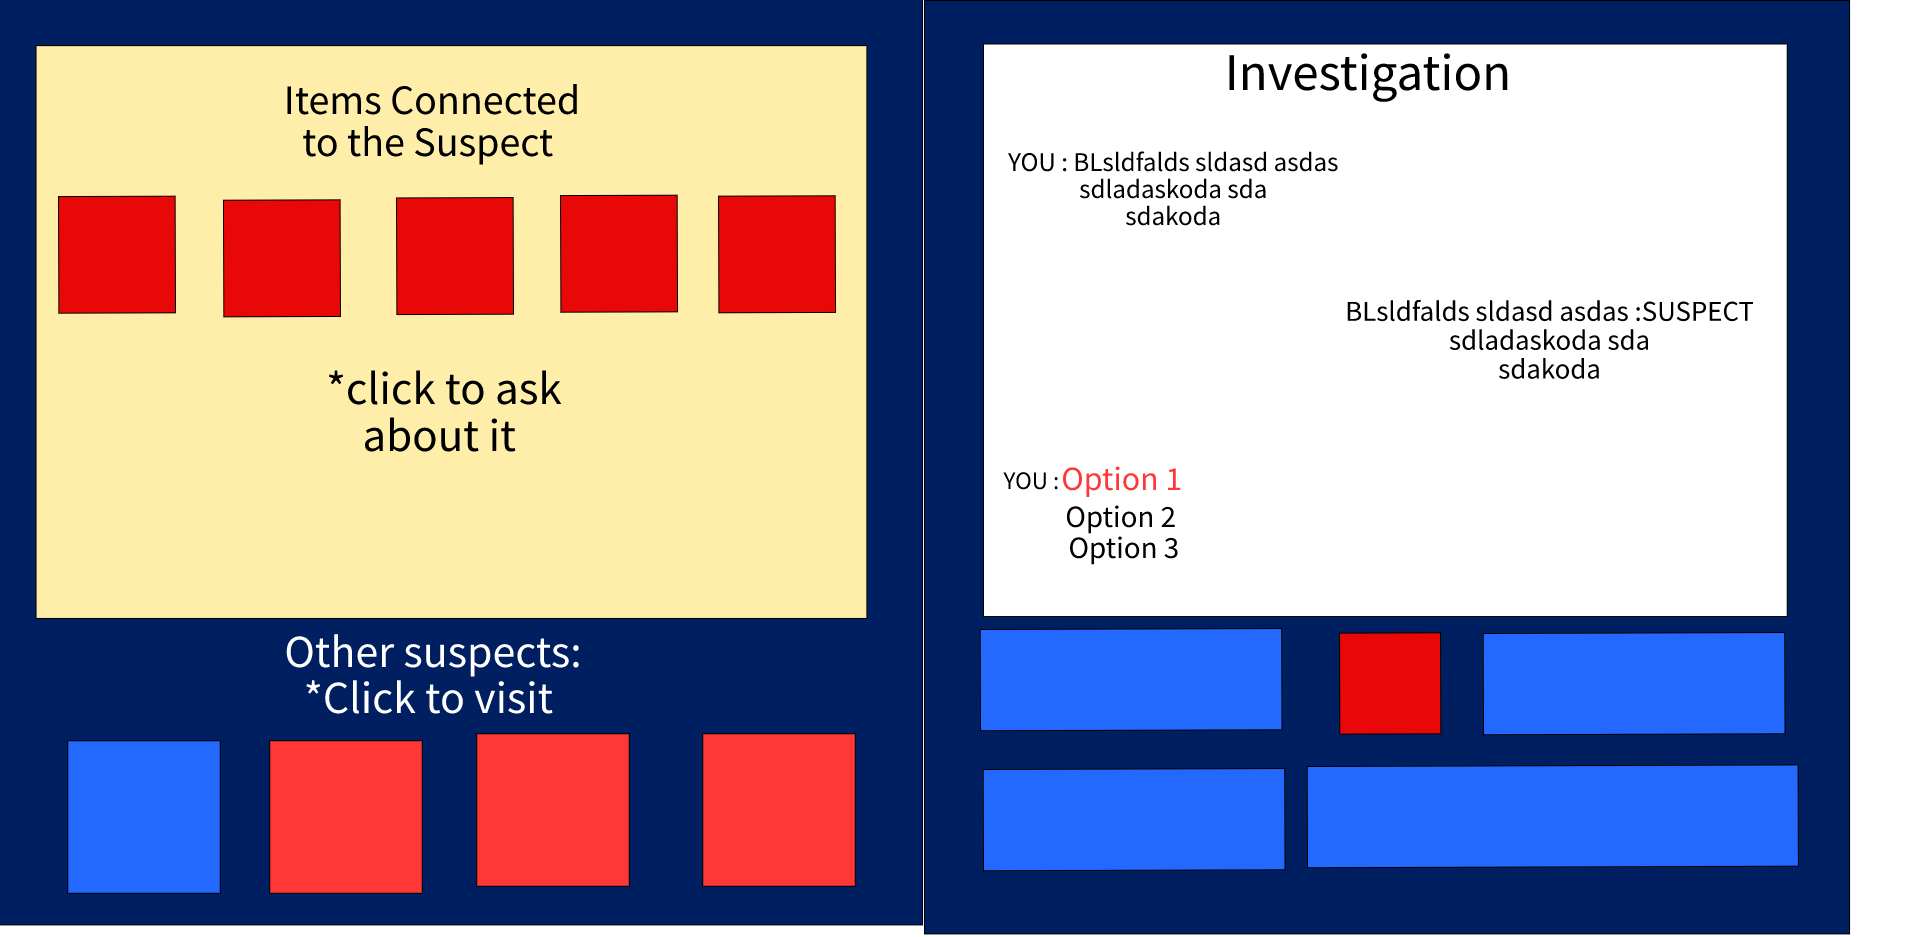 Items Connected
to the Suspect
*click to ask
about it
Other suspects:
*Click to visit
Investigation
YOU : BLsldfalds sldasd asdas
sdladaskoda sda
sdakoda
BLsldfalds sldasd asdas :SUSPECT
sdladaskoda sda
sdakoda
YOU : Option 1
Option 2
Option 3